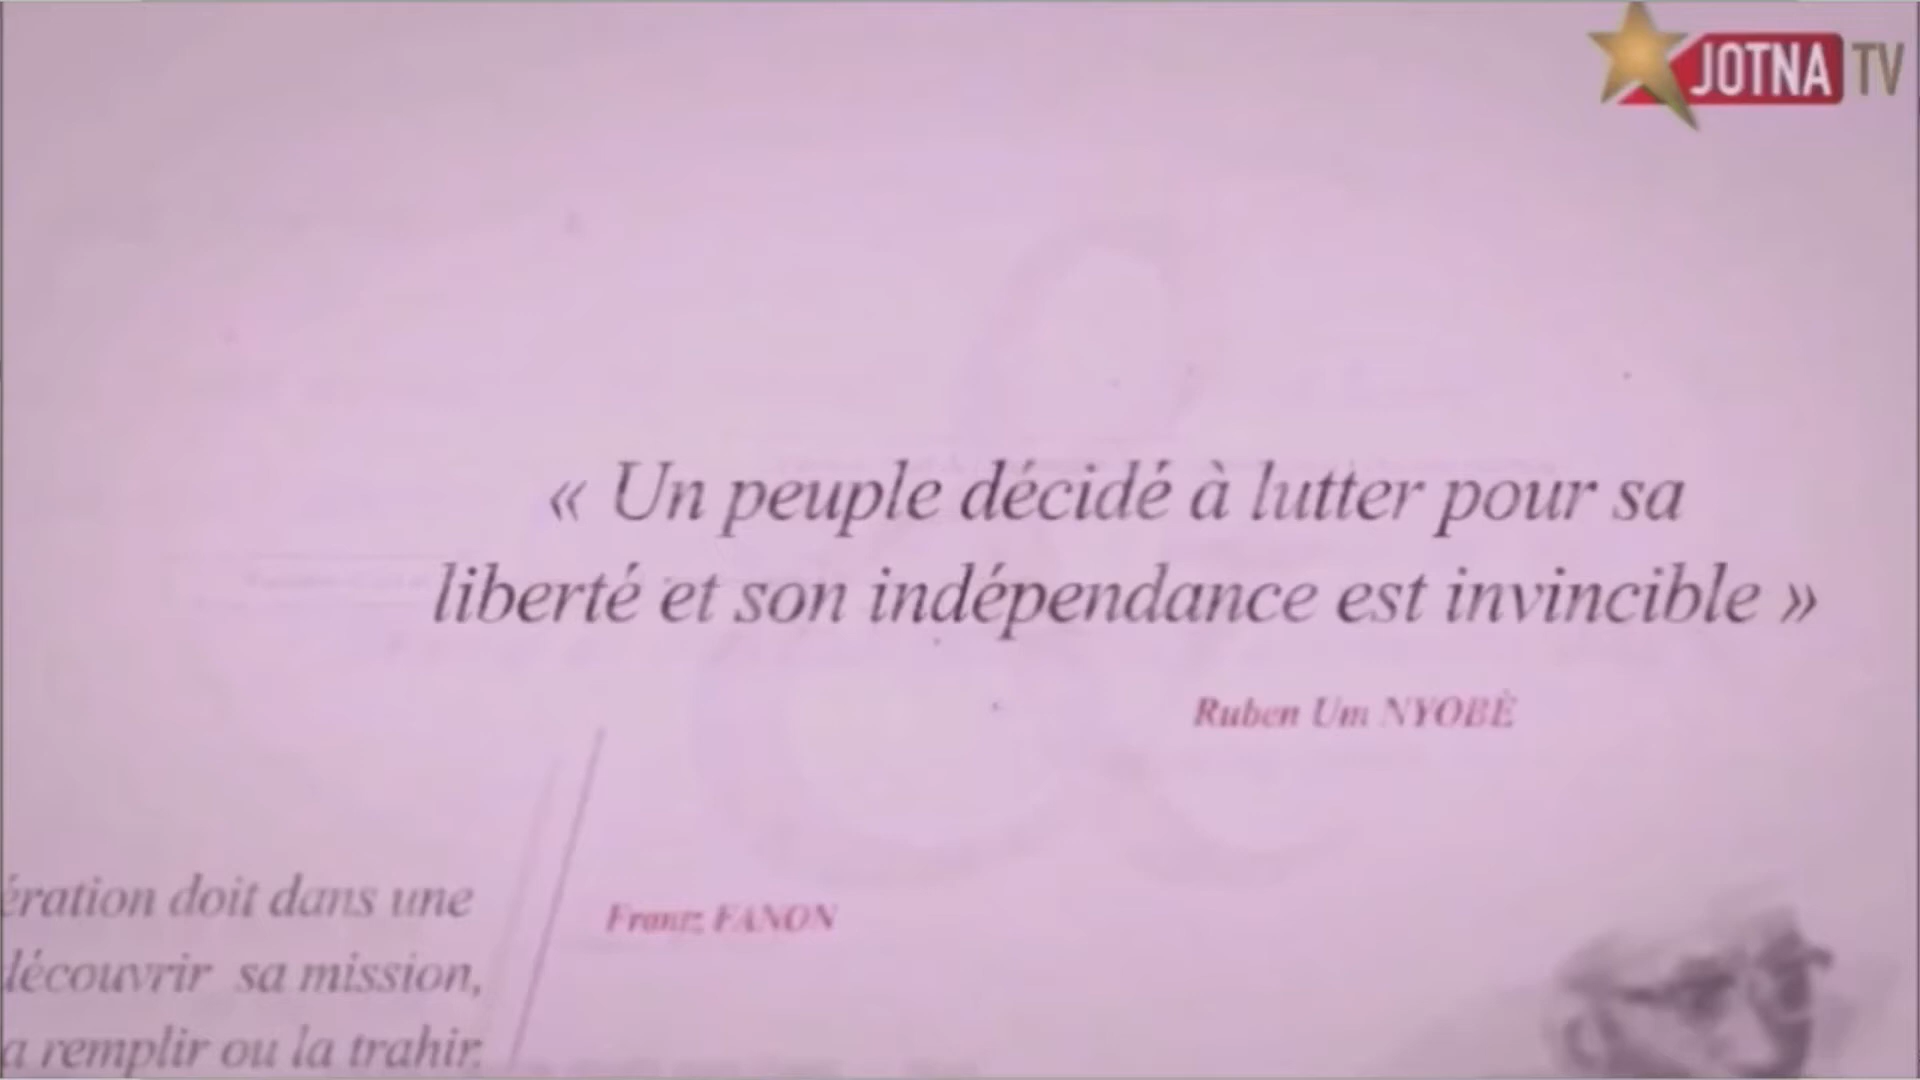 JOTNA TV
« Un peuple décidé à lutter pour sa
liberté et son indépendance est invincible »
Ruben Um NYOBÈ
ération doit dans une
découvrir sa mission,
a remplir ou la trahir.
Frantz FANON